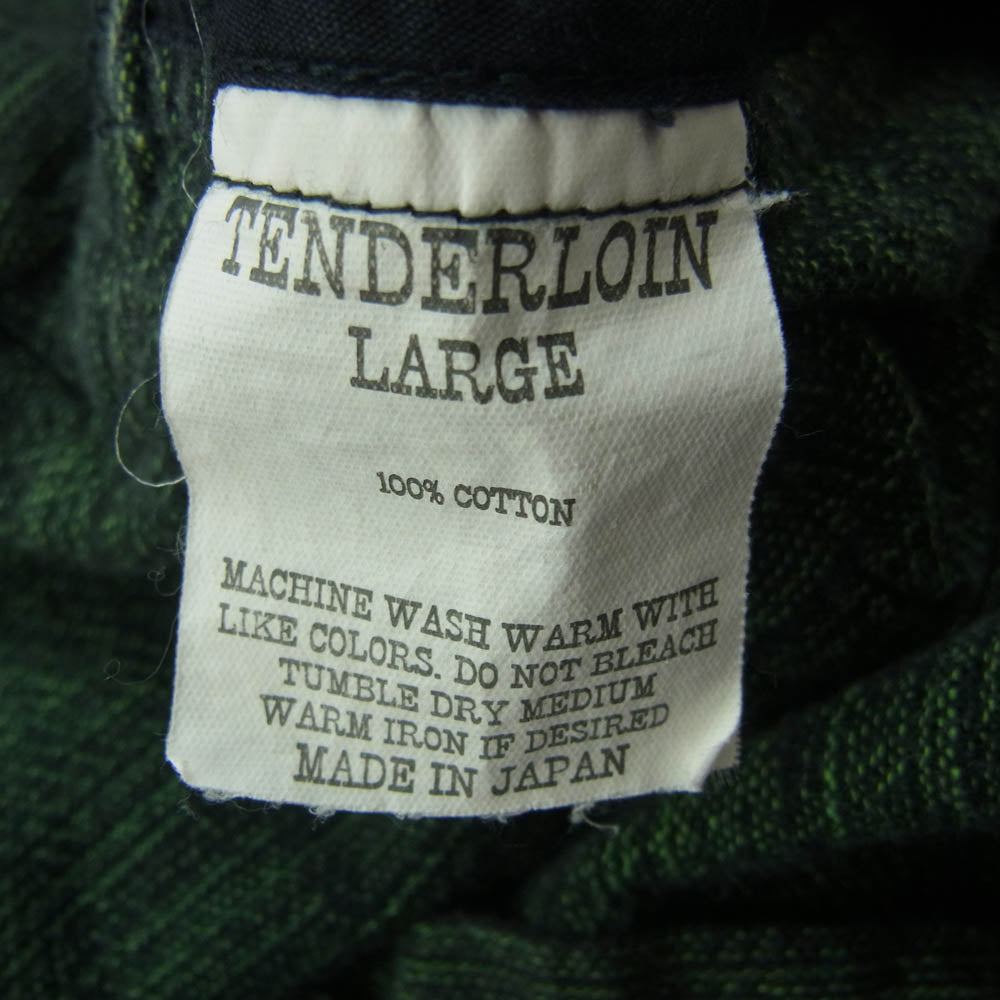 TENDERLOIN
LARGE
100% COTTON
MACHINE WASH WARM WITH
LIKE COLORS. DO NOT BLEACH
TUMBLE DRY MEDIUM
WARM IRON IF DESIRED
MADE IN JAPAN